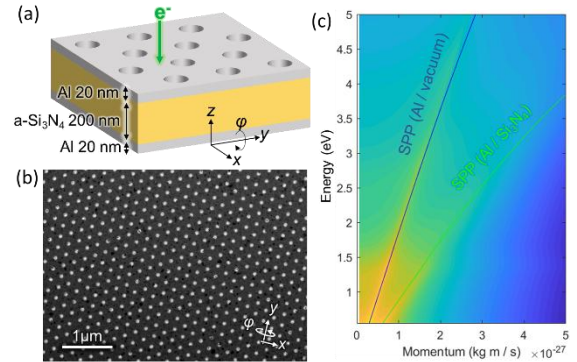 (a)
e⁻
Al 20 nm
a-Si₃N₄ 200 nm
Al 20 nm
z
φ
y
x
(b)
1μm
φ
y
x
(c)
Energy (eV)
5
4.5
4
3.5
3
2.5
2
1.5
1
SPP (Al / vacuum)
SPP (Al / Si₃N₄)
0
1
2
3
4
5
Momentum (kg m / s)
×10⁻²⁷